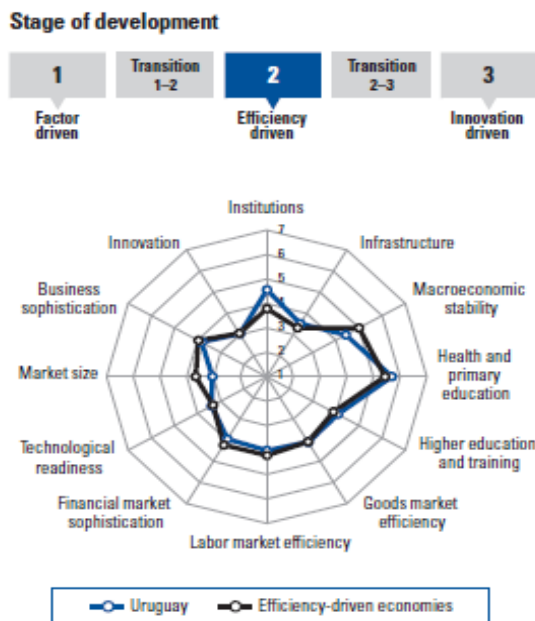 Stage of development
1
Transition
1–2
2
Transition
2–3
3
Factor
driven
Efficiency
driven
Innovation
driven
Institutions
Innovation
Infrastructure
Business
sophistication
Macroeconomic
stability
Market size
Health and
primary
education
Technological
readiness
Higher education
and training
Financial market
sophistication
Goods market
efficiency
Labor market efficiency
7
6
5
4
3
2
1
Uruguay
Efficiency-driven economies